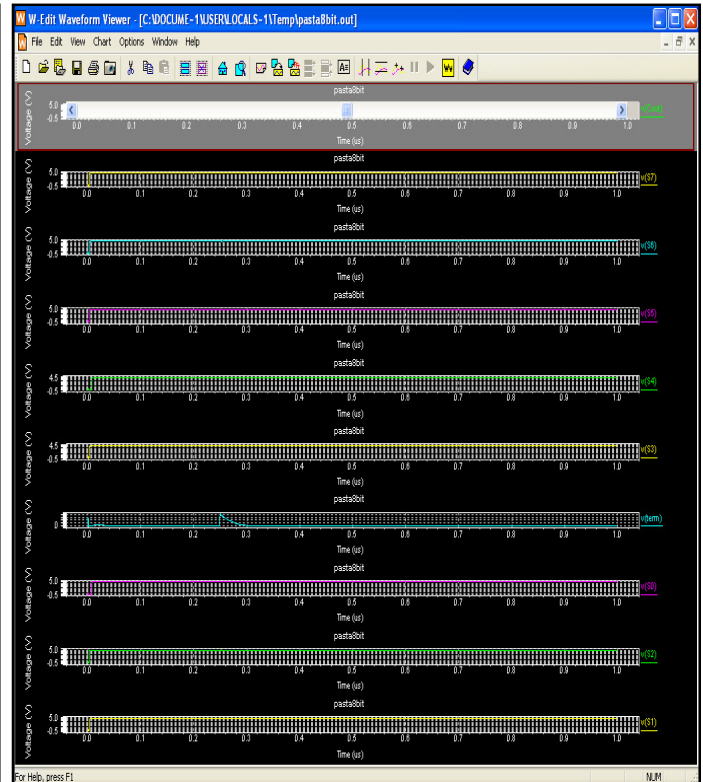 W-Edit Waveform Viewer - [C:\DOCUME~1\USER\LOCALS~1\Temp\pasta8bit.out]
File Edit View Chart Options Window Help
pasta8bit
Voltage (V)
5.0
-0.5
v(Cout)
0.0 0.1 0.2 0.3 0.4 0.5 0.6 0.7 0.8 0.9 1.0
Time (us)
pasta8bit
Voltage (V)
5.0
-0.5
v(S7)
0.0 0.1 0.2 0.3 0.4 0.5 0.6 0.7 0.8 0.9 1.0
Time (us)
pasta8bit
Voltage (V)
5.0
-0.5
v(S6)
0.0 0.1 0.2 0.3 0.4 0.5 0.6 0.7 0.8 0.9 1.0
Time (us)
pasta8bit
Voltage (V)
5.0
-0.5
v(S5)
0.0 0.1 0.2 0.3 0.4 0.5 0.6 0.7 0.8 0.9 1.0
Time (us)
pasta8bit
Voltage (V)
4.5
-0.5
v(S4)
0.0 0.1 0.2 0.3 0.4 0.5 0.6 0.7 0.8 0.9 1.0
Time (us)
pasta8bit
Voltage (V)
4.5
-0.5
v(S3)
0.0 0.1 0.2 0.3 0.4 0.5 0.6 0.7 0.8 0.9 1.0
Time (us)
pasta8bit
Voltage (V)
0
v(term)
0.0 0.1 0.2 0.3 0.4 0.5 0.6 0.7 0.8 0.9 1.0
Time (us)
pasta8bit
Voltage (V)
5.0
-0.5
v(S0)
0.0 0.1 0.2 0.3 0.4 0.5 0.6 0.7 0.8 0.9 1.0
Time (us)
pasta8bit
Voltage (V)
5.0
-0.5
v(S2)
0.0 0.1 0.2 0.3 0.4 0.5 0.6 0.7 0.8 0.9 1.0
Time (us)
pasta8bit
Voltage (V)
5.0
-0.5
v(S1)
0.0 0.1 0.2 0.3 0.4 0.5 0.6 0.7 0.8 0.9 1.0
Time (us)
For Help, press F1
NUM